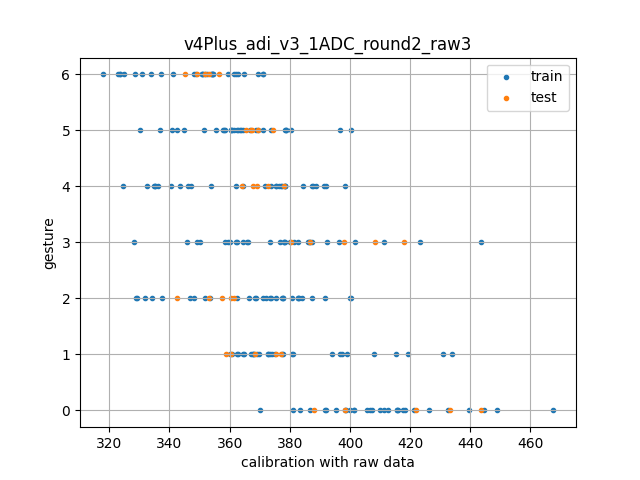 v4Plus_adi_v3_1ADC_round2_raw3
train
test
gesture
6
5
4
3
2
1
0
320 340 360 380 400 420 440 460
calibration with raw data